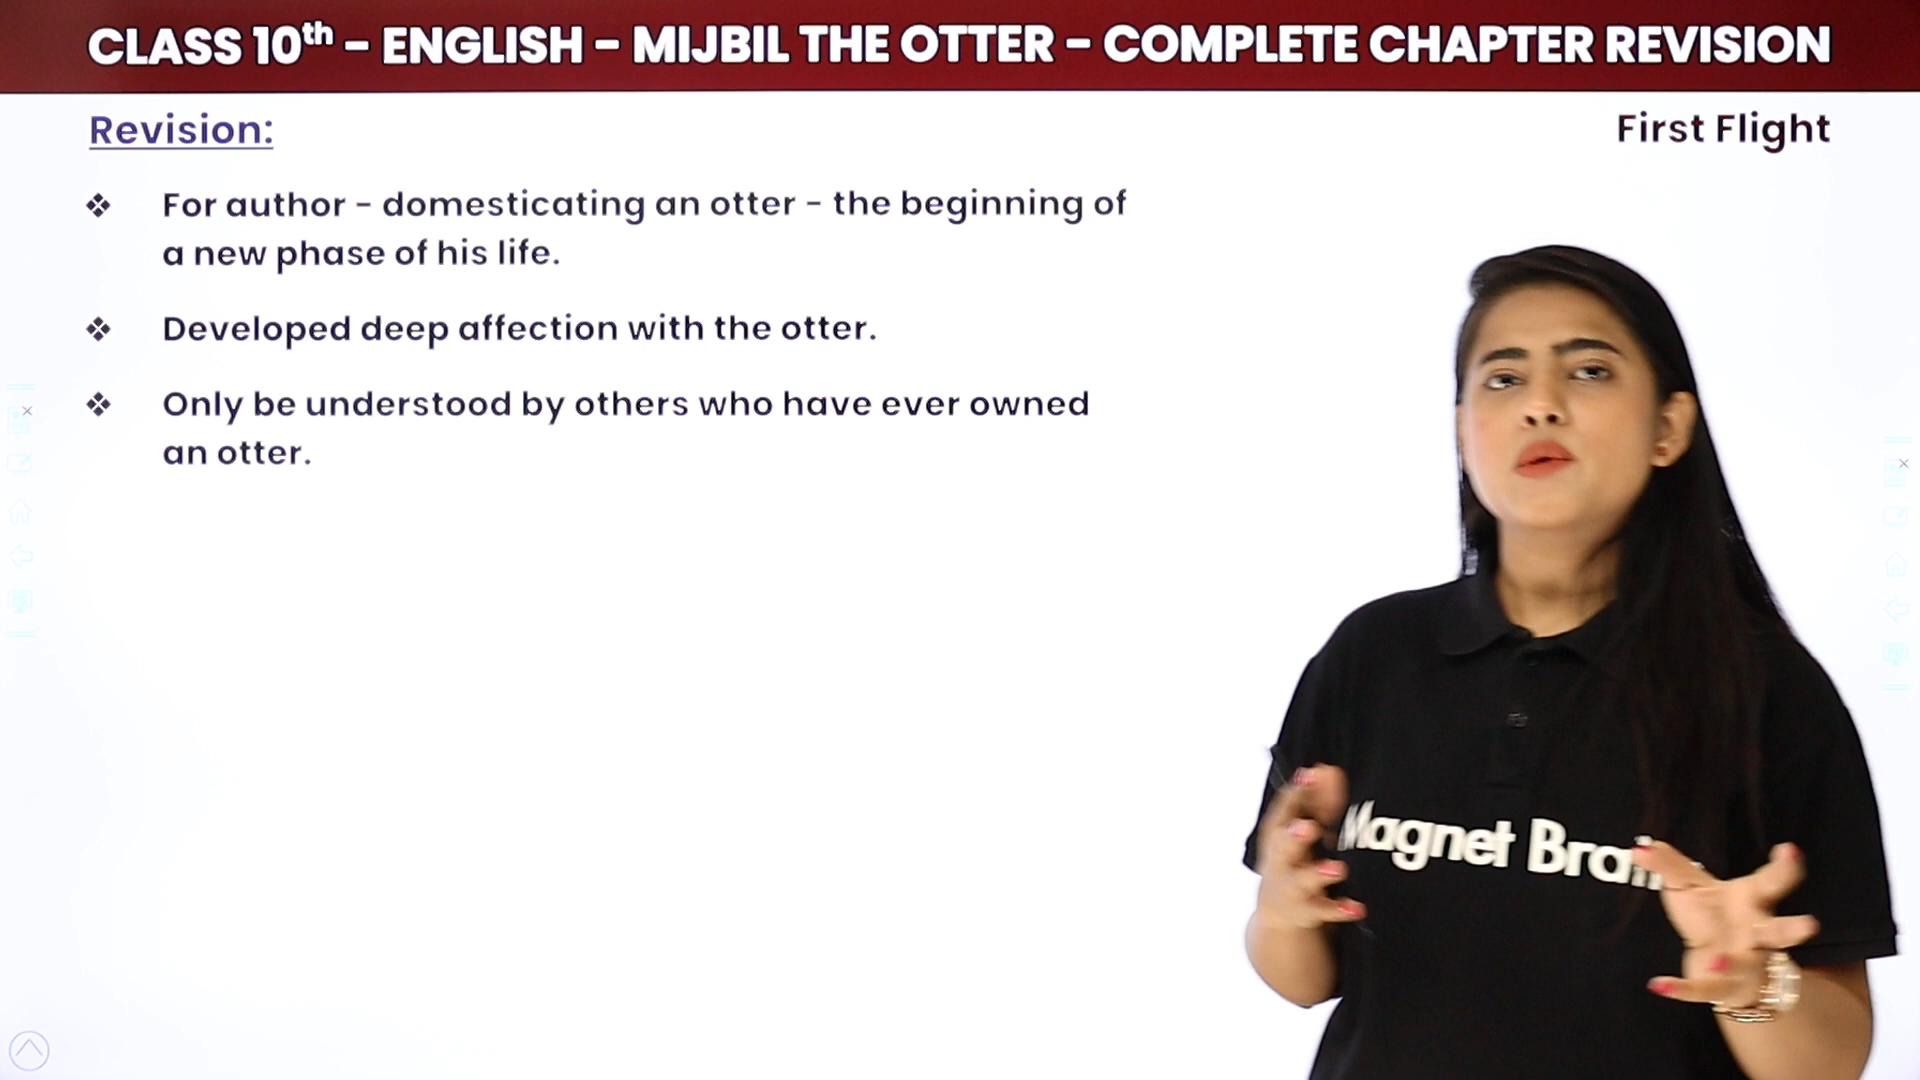 CLASS 10th – ENGLISH – MIJBIL THE OTTER – COMPLETE CHAPTER REVISION
Revision:
First Flight
❖ For author - domesticating an otter - the beginning of
a new phase of his life.
❖ Developed deep affection with the otter.
❖ Only be understood by others who have ever owned
an otter.
Magnet Brai